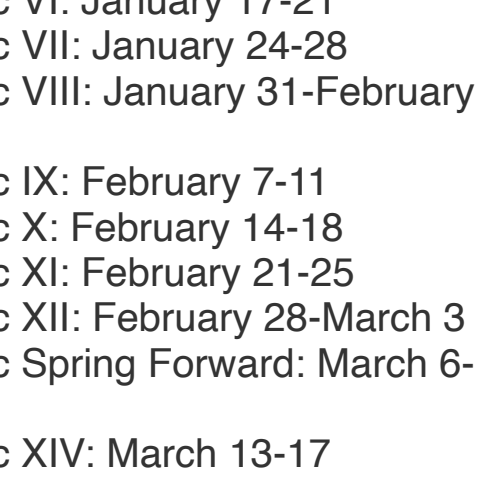 c VI: January 17-21
c VII: January 24-28
c VIII: January 31-February
c IX: February 7-11
c X: February 14-18
c XI: February 21-25
c XII: February 28-March 3
c Spring Forward: March 6-
c XIV: March 13-17